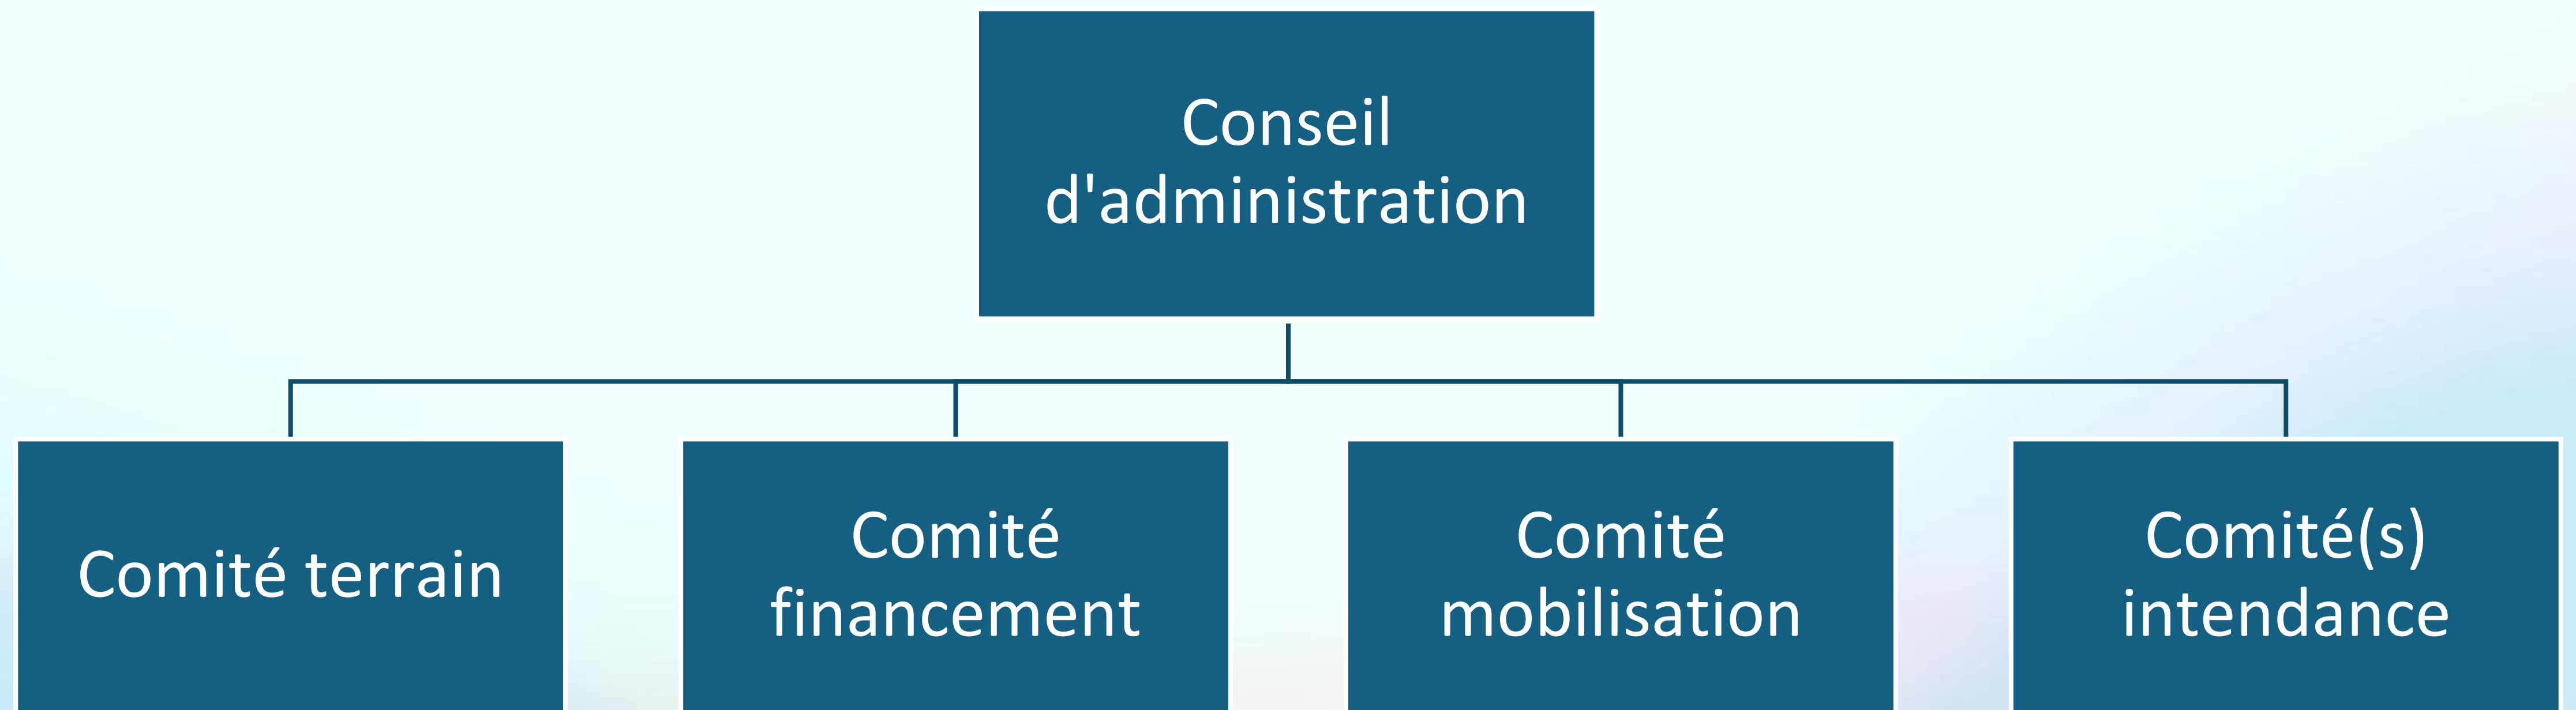 Conseil
d'administration
Comité terrain
Comité
financement
Comité
mobilisation
Comité(s)
intendance